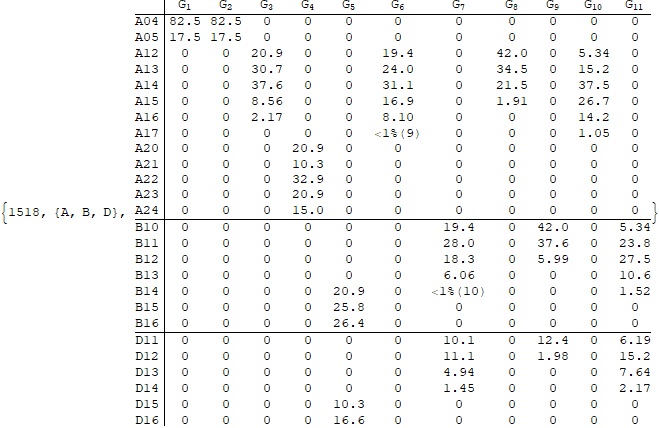 G1 G2 G3 G4 G5 G6 G7 G8 G9 G10 G11
A04 82.5 82.5 0 0 0 0 0 0 0 0 0
A05 17.5 17.5 0 0 0 0 0 0 0 0 0
A12 0 0 20.9 0 0 19.4 0 42.0 0 5.34 0
A13 0 0 30.7 0 0 24.0 0 34.5 0 15.2 0
A14 0 0 37.6 0 0 31.1 0 21.5 0 37.5 0
A15 0 0 8.56 0 0 16.9 0 1.91 0 26.7 0
A16 0 0 2.17 0 0 8.10 0 0 0 14.2 0
A17 0 0 0 0 0 <1%(9) 0 0 0 1.05 0
A20 0 0 0 20.9 0 0 0 0 0 0 0
A21 0 0 0 10.3 0 0 0 0 0 0 0
A22 0 0 0 32.9 0 0 0 0 0 0 0
A23 0 0 0 20.9 0 0 0 0 0 0 0
{1518, {A, B, D}, A24 0 0 0 15.0 0 0 0 0 0 0 0 }
B10 0 0 0 0 0 0 19.4 0 42.0 0 5.34
B11 0 0 0 0 0 0 28.0 0 37.6 0 23.8
B12 0 0 0 0 0 0 18.3 0 5.99 0 27.5
B13 0 0 0 0 0 0 6.06 0 0 0 10.6
B14 0 0 0 0 20.9 0 <1%(10) 0 0 0 1.52
B15 0 0 0 0 25.8 0 0 0 0 0 0
B16 0 0 0 0 26.4 0 0 0 0 0 0
D11 0 0 0 0 0 0 10.1 0 12.4 0 6.19
D12 0 0 0 0 0 0 11.1 0 1.98 0 15.2
D13 0 0 0 0 0 0 4.94 0 0 0 7.64
D14 0 0 0 0 0 0 1.45 0 0 0 2.17
D15 0 0 0 0 10.3 0 0 0 0 0 0
D16 0 0 0 0 16.6 0 0 0 0 0 0